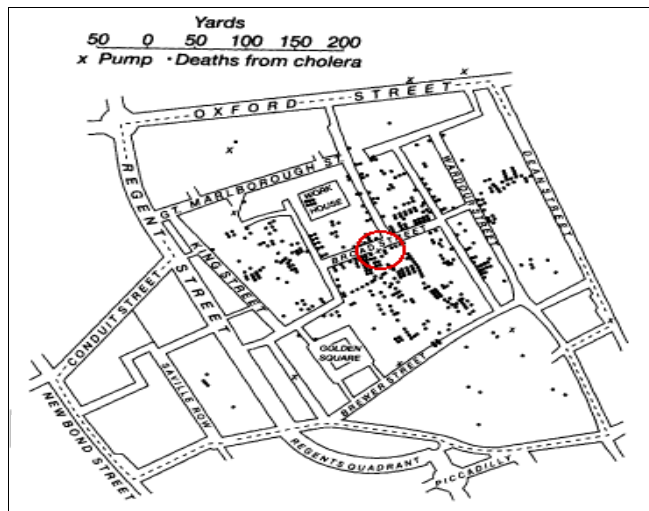 Yards
50 0 50 100 150 200
x Pump • Deaths from cholera
OXFORD STREET
REGENT STREET
GT. MARLBOROUGH ST
WORK
HOUSE
WARDOUR STREET
DEAN STREET
BROAD STREET
KING STREET
CONDUIT STREET
GOLDEN
SQUARE
SAVILLE ROW
BREWER STREET
NEW BOND STREET
REGENTS QUADRANT
PICCADILLY